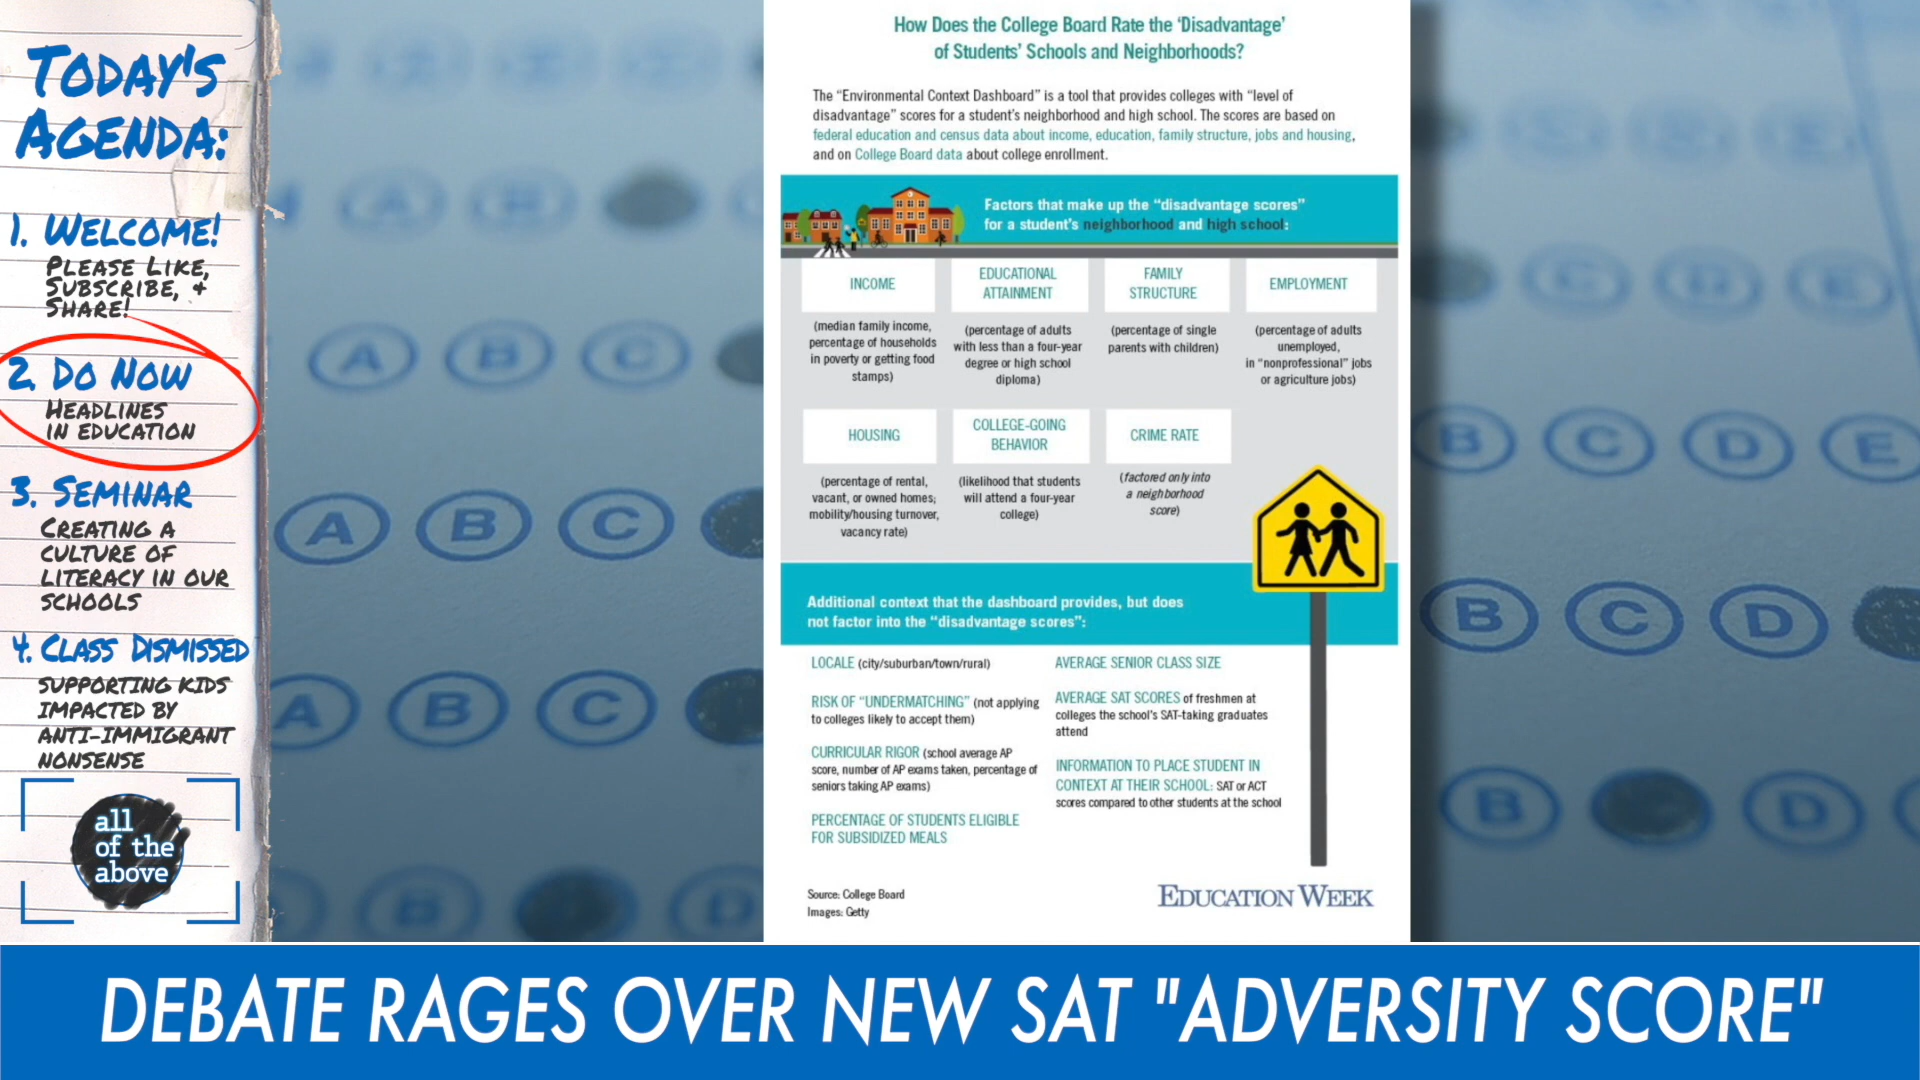 TODAY'S
AGENDA:
1. WELCOME!
PLEASE LIKE,
SUBSCRIBE, +
SHARE!
2. DO NOW
HEADLINES
IN EDUCATION
3. SEMINAR
CREATING A
CULTURE OF
LITERACY IN OUR
SCHOOLS
4. CLASS DISMISSED
SUPPORTING KIDS
IMPACTED BY
ANTI-IMMIGRANT
NONSENSE
all
of the
above
How Does the College Board Rate the ‘Disadvantage’
of Students’ Schools and Neighborhoods?
The “Environmental Context Dashboard” is a tool that provides colleges with “level of
disadvantage” scores for a student’s neighborhood and high school. The scores are based on
federal education and census data about income, education, family structure, jobs and housing,
and on College Board data about college enrollment.
Factors that make up the “disadvantage scores”
for a student’s neighborhood and high school:
INCOME
(median family income,
percentage of households
in poverty or getting food
stamps)
EDUCATIONAL
ATTAINMENT
(percentage of adults
with less than a four-year
degree or high school
diploma)
FAMILY
STRUCTURE
(percentage of single
parents with children)
EMPLOYMENT
(percentage of adults
unemployed,
in “nonprofessional” jobs
or agriculture jobs)
HOUSING
(percentage of rental,
vacant, or owned homes;
mobility/housing turnover,
vacancy rate)
COLLEGE-GOING
BEHAVIOR
(likelihood that students
will attend a four-year
college)
CRIME RATE
(factored only into
a neighborhood
score)
Additional context that the dashboard provides, but does
not factor into the “disadvantage scores”:
LOCALE (city/suburban/town/rural)
RISK OF “UNDERMATCHING” (not applying
to colleges likely to accept them)
CURRICULAR RIGOR (school average AP
score, number of AP exams taken, percentage of
seniors taking AP exams)
PERCENTAGE OF STUDENTS ELIGIBLE
FOR SUBSIDIZED MEALS
AVERAGE SENIOR CLASS SIZE
AVERAGE SAT SCORES of freshmen at
colleges the school’s SAT-taking graduates
attend
INFORMATION TO PLACE STUDENT IN
CONTEXT AT THEIR SCHOOL: SAT or ACT
scores compared to other students at the school
Source: College Board
Images: Getty
EDUCATION WEEK
A B
A B C
A B C
A B C
B
C D E
B C D E
B C D
B D
DEBATE RAGES OVER NEW SAT "ADVERSITY SCORE"